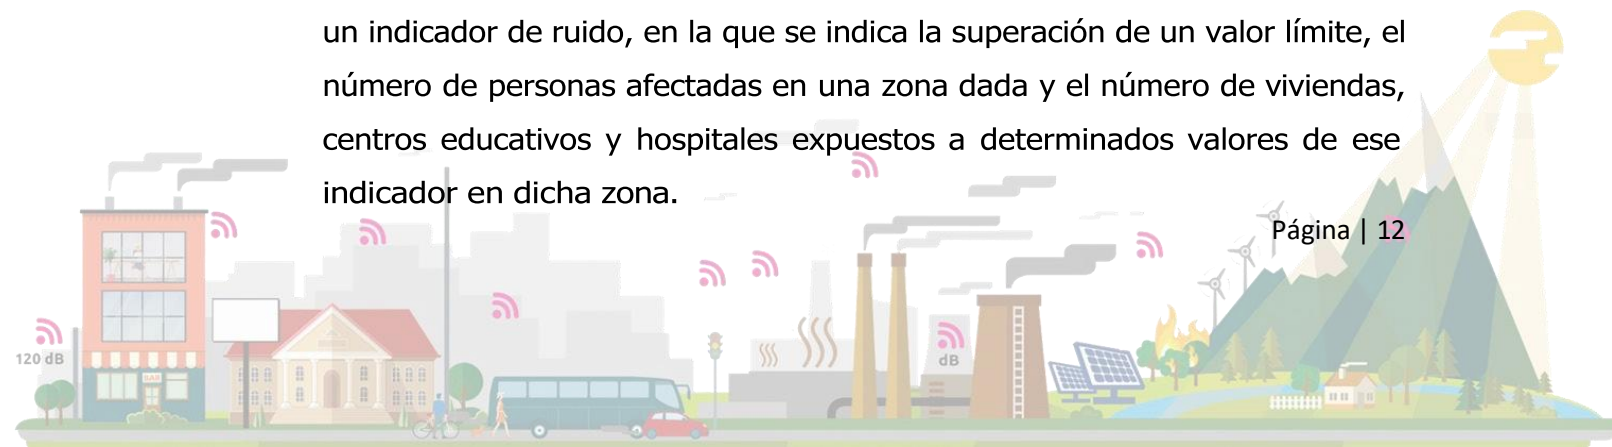 un indicador de ruido, en la que se indica la superación de un valor límite, el
número de personas afectadas en una zona dada y el número de viviendas,
centros educativos y hospitales expuestos a determinados valores de ese
indicador en dicha zona.
Página | 12
120 dB
BAR
dB